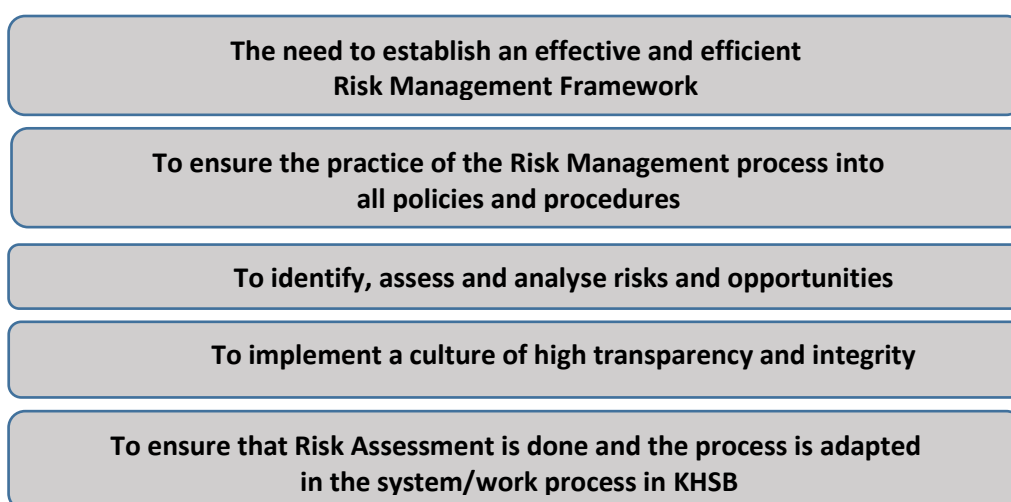 The need to establish an effective and efficient
Risk Management Framework
To ensure the practice of the Risk Management process into
all policies and procedures
To identify, assess and analyse risks and opportunities
To implement a culture of high transparency and integrity
To ensure that Risk Assessment is done and the process is adapted
in the system/work process in KHSB